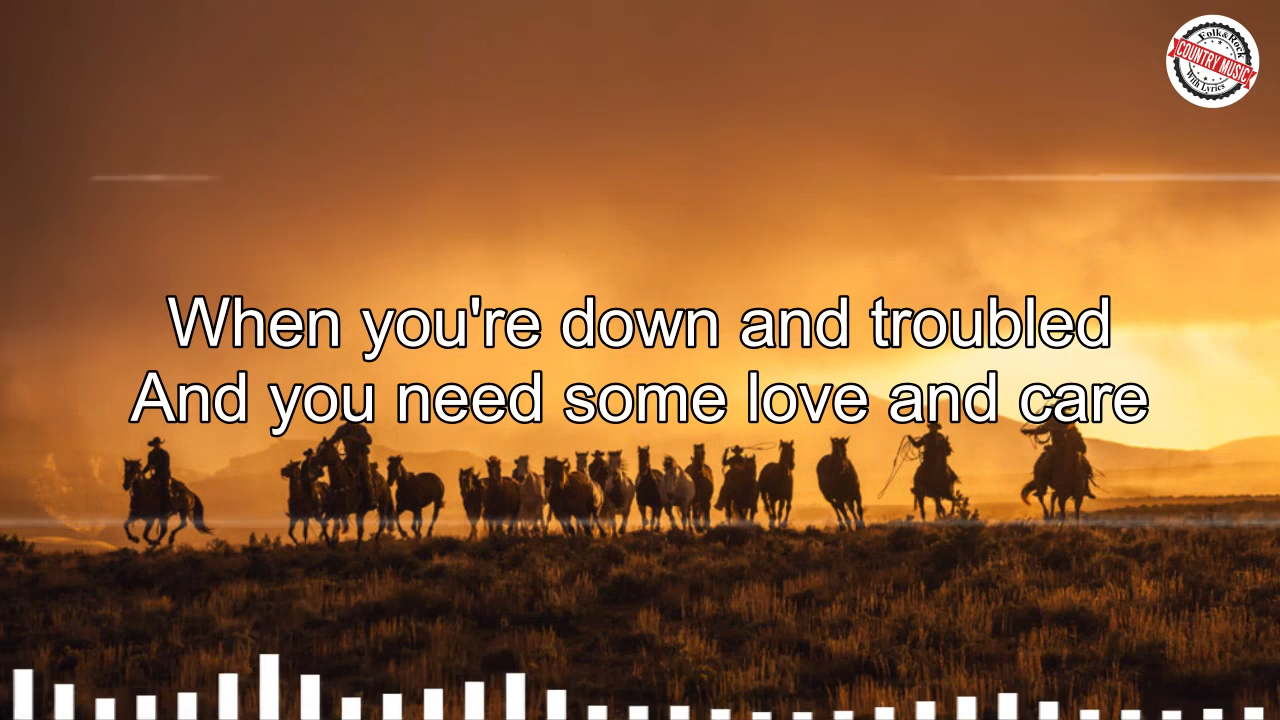 Folk&Rock
COUNTRY MUSIC
With Lyrics
When you're down and troubled
And you need some love and care